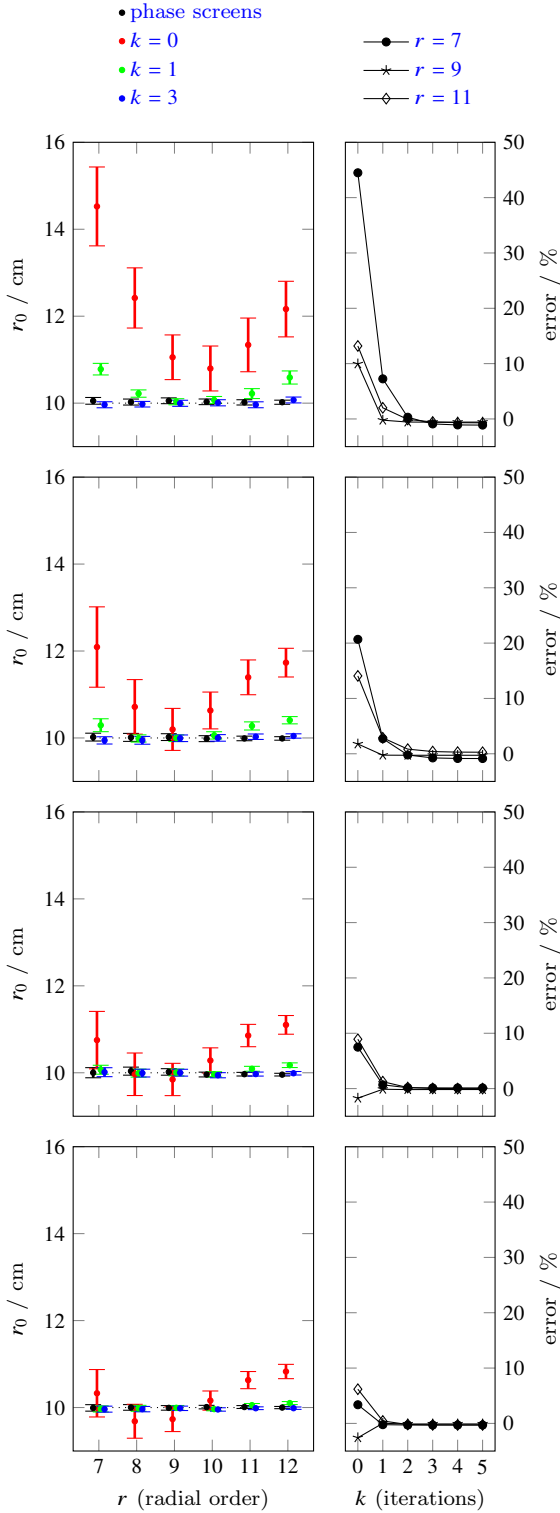 phase screens
k = 0
k = 1
k = 3
r = 7
r = 9
r = 11
16
14
12
10
r₀ / cm
50
40
30
20
10
0
error / %
16
14
12
10
r₀ / cm
50
40
30
20
10
0
error / %
16
14
12
10
r₀ / cm
50
40
30
20
10
0
error / %
16
14
12
10
r₀ / cm
50
40
30
20
10
0
error / %
7 8 9 10 11 12
r (radial order)
0 1 2 3 4 5
k (iterations)